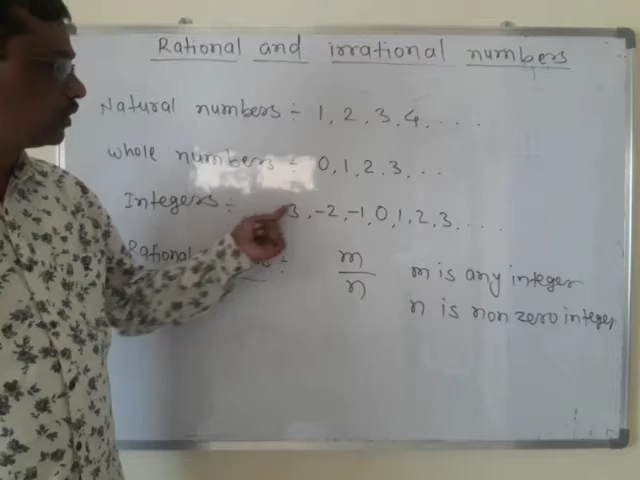 Rational and irrational numbers
Natural numbers ÷ 1, 2, 3, 4, ....
Whole numbers ÷ 0, 1, 2, 3, ...
Integers ÷ 3, -2, -1, 0, 1, 2, 3, ....
Rational ÷ m/n m is any integer
n is non zero integer